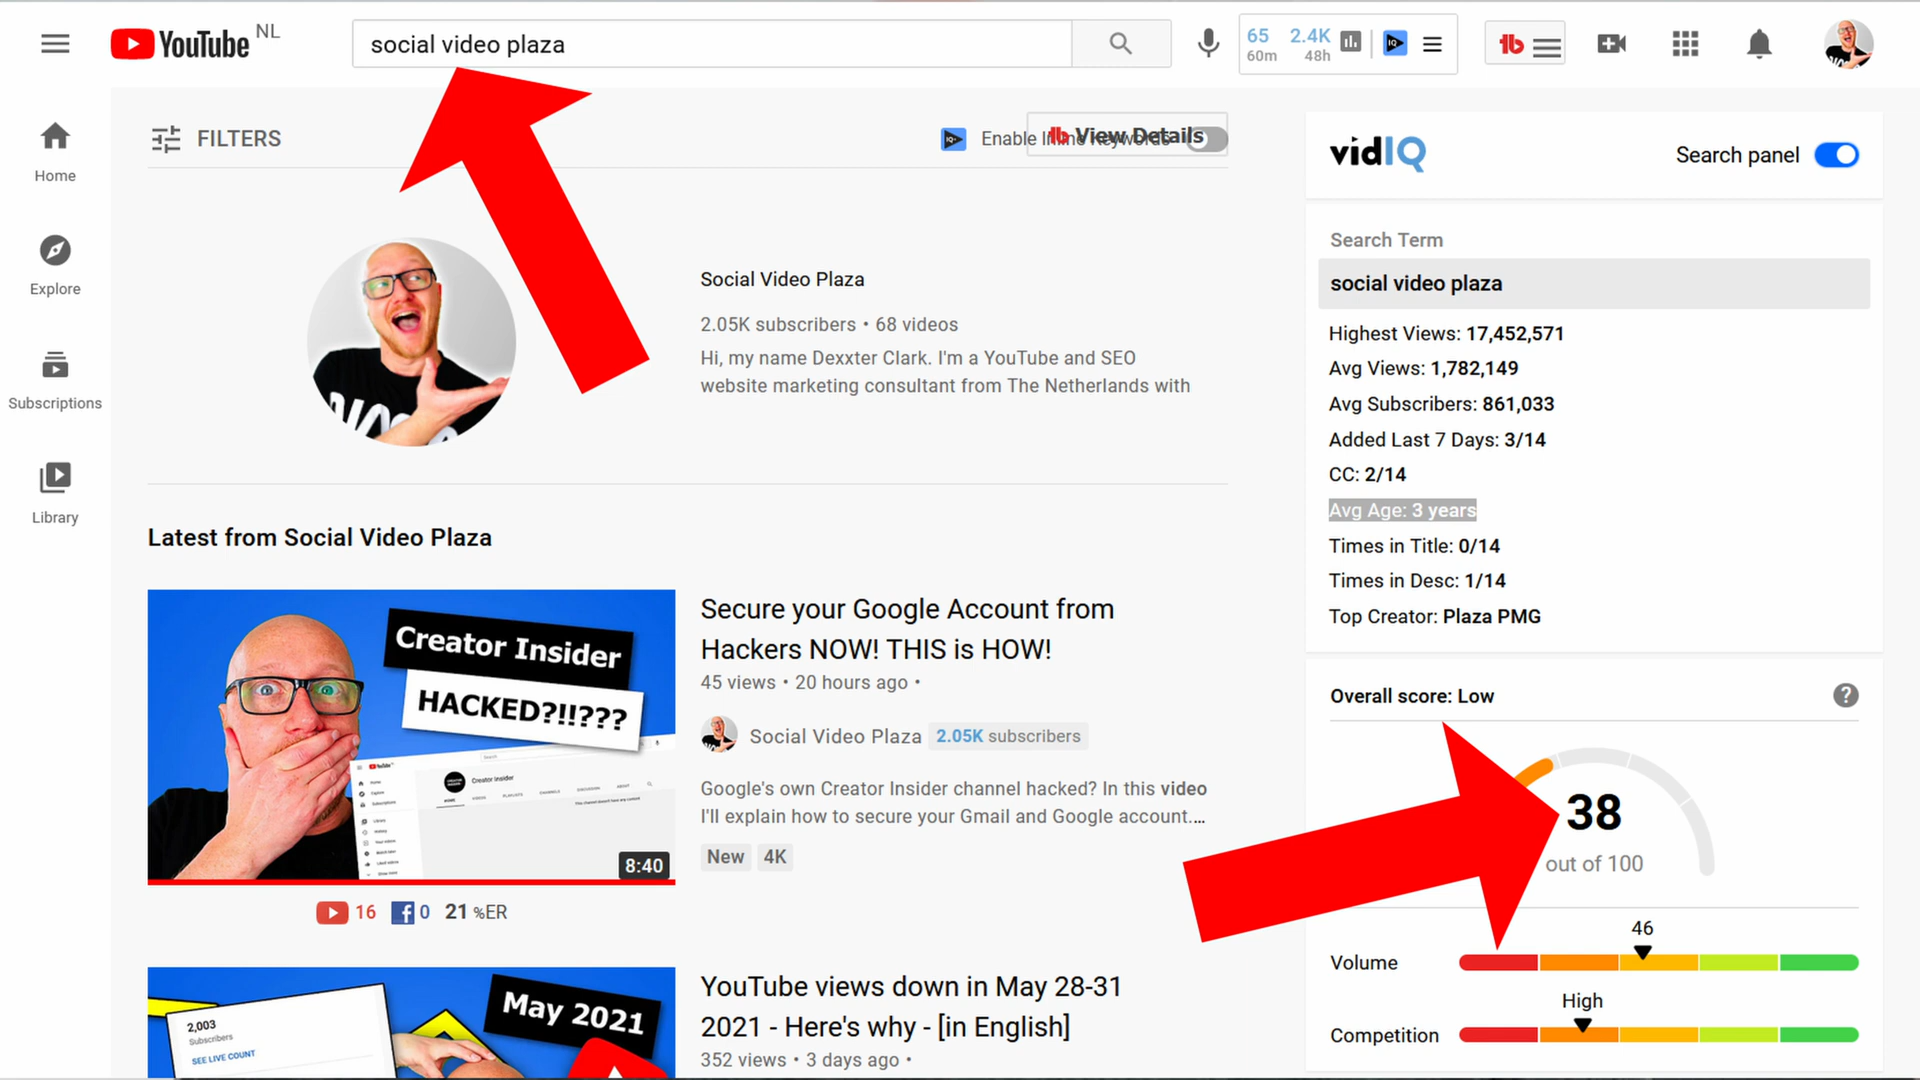 YouTube NL
social video plaza
65 2.4K
60m 48h
Home
Explore
Subscriptions
Library
FILTERS
Enable Inline Keywords
View Details
Social Video Plaza
2.05K subscribers • 68 videos
Hi, my name Dexxter Clark. I'm a YouTube and SEO
website marketing consultant from The Netherlands with
Latest from Social Video Plaza
Creator Insider
HACKED?!!???
Creator Insider
8:40
16 0 21 %ER
Secure your Google Account from
Hackers NOW! THIS is HOW!
45 views • 20 hours ago •
Social Video Plaza 2.05K subscribers
Google's own Creator Insider channel hacked? In this video
I'll explain how to secure your Gmail and Google account....
New 4K
2,003
Subscribers
SEE LIVE COUNT
May 2021
YouTube views down in May 28-31
2021 - Here's why - [in English]
352 views • 3 days ago •
vidIQ
Search panel
Search Term
social video plaza
Highest Views: 17,452,571
Avg Views: 1,782,149
Avg Subscribers: 861,033
Added Last 7 Days: 3/14
CC: 2/14
Avg Age: 3 years
Times in Title: 0/14
Times in Desc: 1/14
Top Creator: Plaza PMG
Overall score: Low
?
38
out of 100
46
Volume
High
Competition